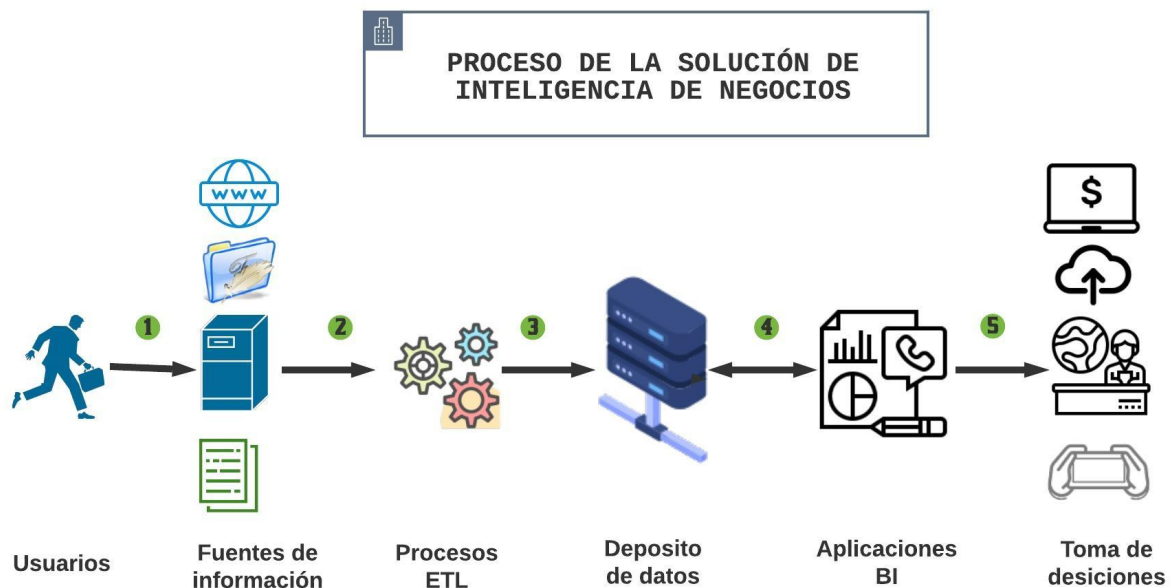 PROCESO DE LA SOLUCIÓN DE
INTELIGENCIA DE NEGOCIOS
www
$
1
2
3
4
5
Usuarios
Fuentes de
información
Procesos
ETL
Deposito
de datos
Aplicaciones
BI
Toma de
desiciones